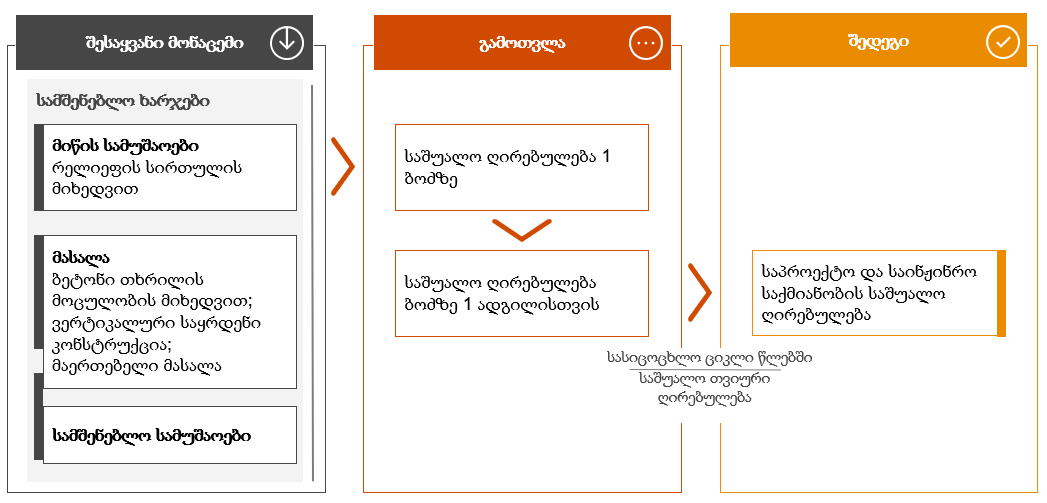 შესაყვანი მონაცემი
სამშენებლო ხარჯები
მიწის სამუშაოები
რელიეფის სირთულის
მიხედვით
მასალა
ბეტონი თხრილის
მოცულობის მიხედვით;
ვერტიკალური საყრდენი
კონსტრუქცია;
მაერთებელი მასალა
სამშენებლო სამუშაოები
გამოთვლა
საშუალო ღირებულება 1
ბოძზე
საშუალო ღირებულება
ბოძზე 1 ადგილისთვის
სასიცოცხლო ციკლი წლებში
საშუალო თვიური
ღირებულება
შედეგი
საპროექტო და საინჟინრო
საქმიანობის საშუალო
ღირებულება